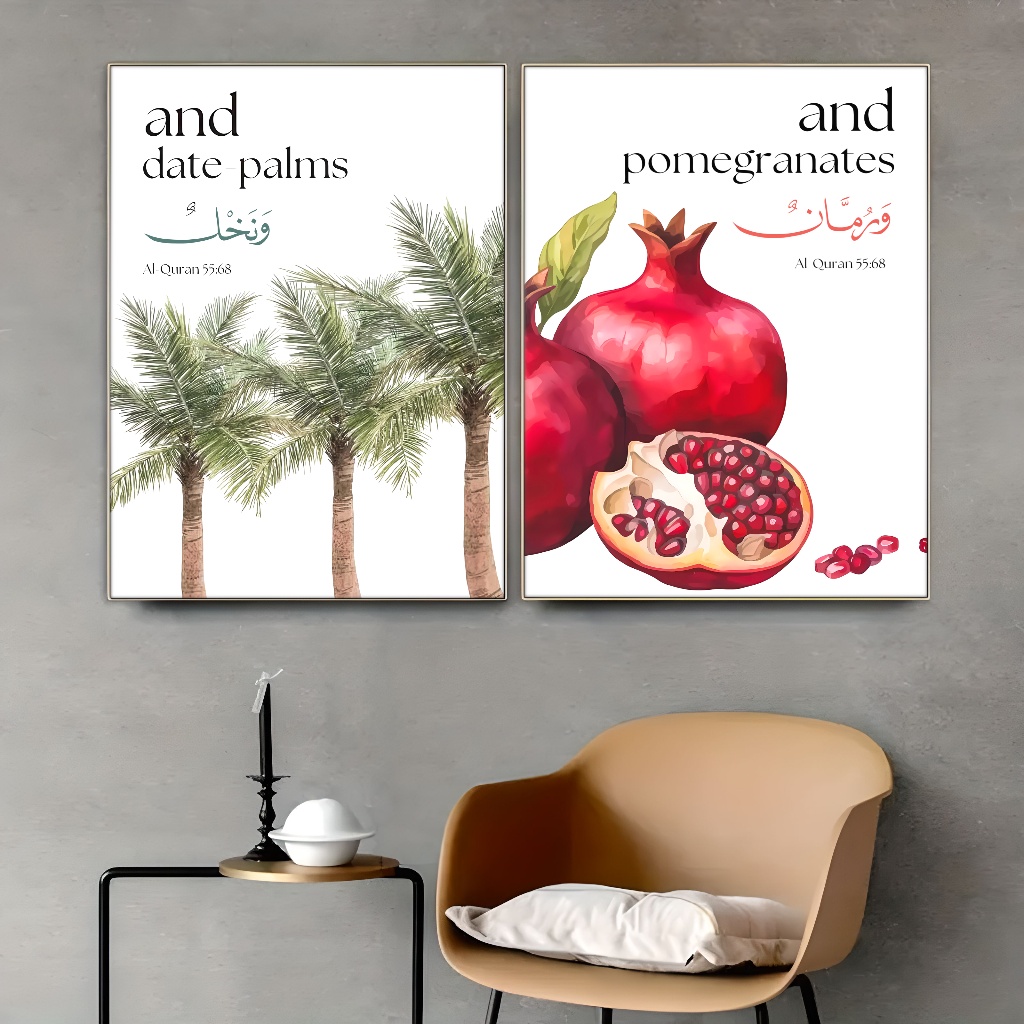 and
date-palms
وَنَخْلٌ
Al-Quran 55:68
and
pomegranates
وَرُمَّانٌ
Al-Quran 55:68